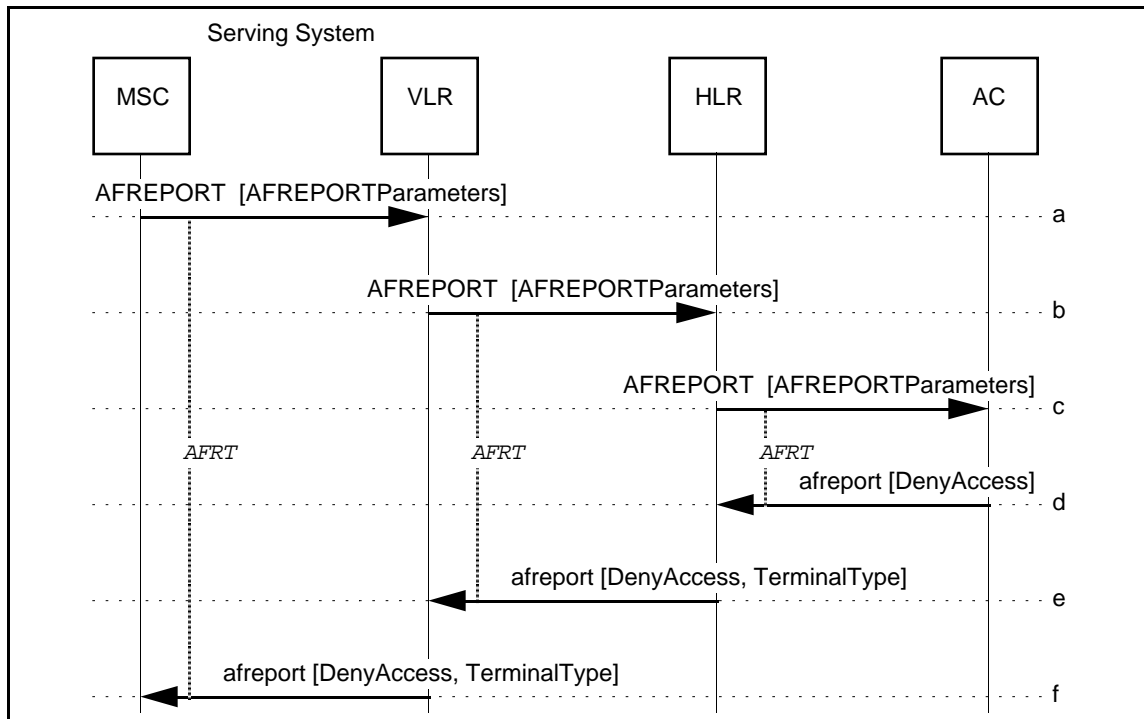 Serving System
MSC VLR HLR AC
AFREPORT [AFREPORTParameters]
a
AFREPORT [AFREPORTParameters]
b
AFREPORT [AFREPORTParameters]
c
AFRT AFRT AFRT
afreport [DenyAccess]
d
afreport [DenyAccess, TerminalType]
e
afreport [DenyAccess, TerminalType]
f